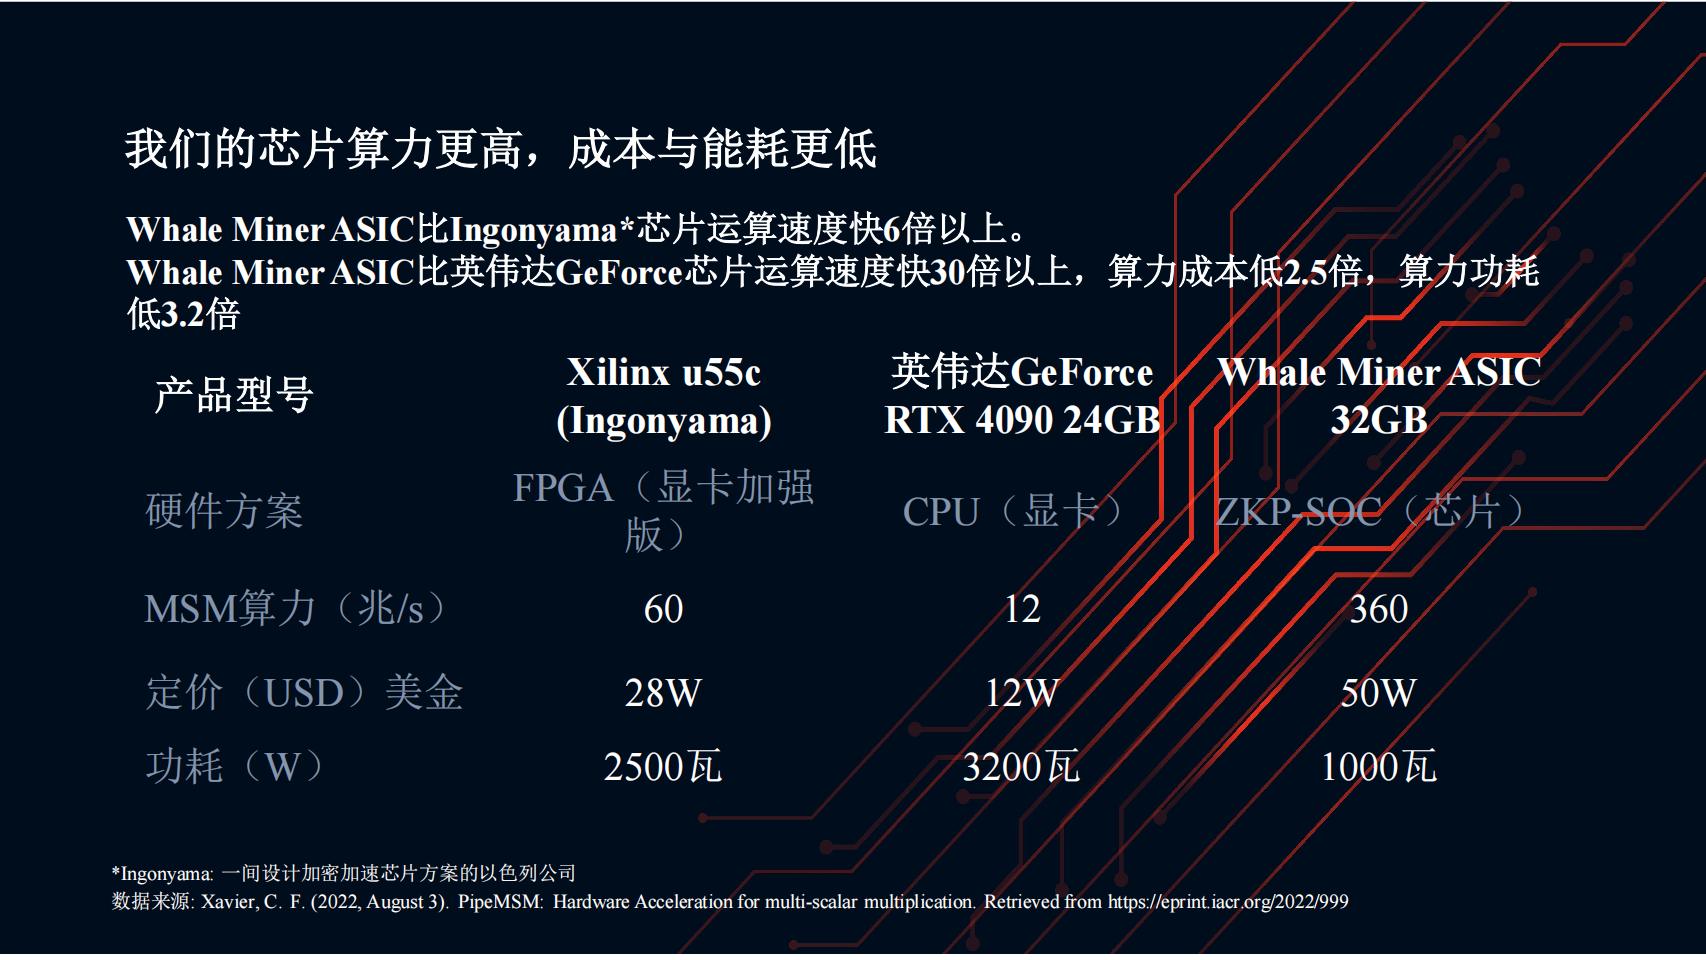 我们的芯片算力更高，成本与能耗更低
Whale Miner ASIC比Ingonyama*芯片运算速度快6倍以上。
Whale Miner ASIC比英伟达GeForce芯片运算速度快30倍以上，算力成本低2.5倍，算力功耗
低3.2倍
产品型号 Xilinx u55c (Ingonyama) 英伟达GeForce RTX 4090 24GB Whale Miner ASIC 32GB
硬件方案 FPGA（显卡加强版） CPU（显卡） ZKP-SOC（芯片）
MSM算力（兆/s） 60 12 360
定价（USD）美金 28W 12W 50W
功耗（W） 2500瓦 3200瓦 1000瓦
*Ingonyama: 一间设计加密加速芯片方案的以色列公司
数据来源: Xavier, C. F. (2022, August 3). PipeMSM: Hardware Acceleration for multi-scalar multiplication. Retrieved from https://eprint.iacr.org/2022/999